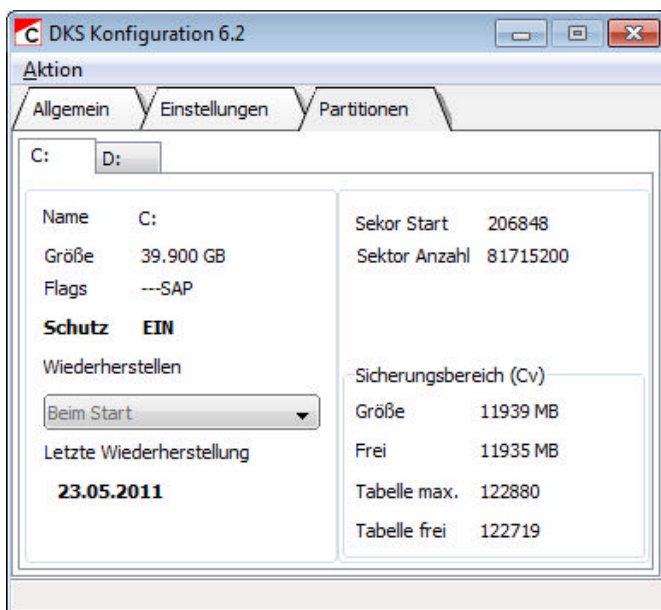 C DKS Konfiguration 6.2
Aktion
Allgemein Einstellungen Partitionen
C: D:
Name C:
Größe 39.900 GB
Flags ---SAP
Schutz EIN
Wiederherstellen
Beim Start
Letzte Wiederherstellung
23.05.2011
Sekor Start 206848
Sektor Anzahl 81715200
Sicherungsbereich (Cv)
Größe 11939 MB
Frei 11935 MB
Tabelle max. 122880
Tabelle frei 122719